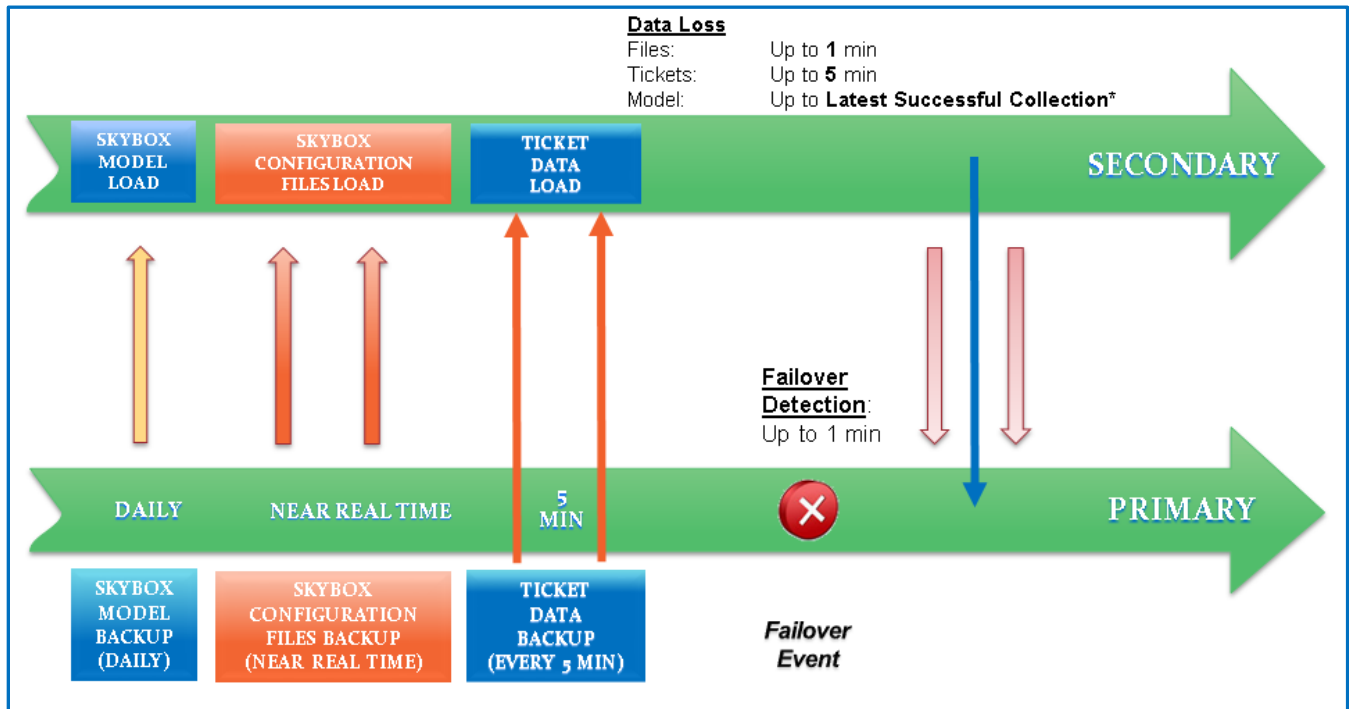 Data Loss
Files: Up to 1 min
Tickets: Up to 5 min
Model: Up to Latest Successful Collection*
SKYBOX
MODEL
LOAD
SKYBOX
CONFIGURATION
FILES LOAD
TICKET
DATA
LOAD
SECONDARY
Failover
Detection:
Up to 1 min
DAILY
NEAR REAL TIME
5
MIN
PRIMARY
SKYBOX
MODEL
BACKUP
(DAILY)
SKYBOX
CONFIGURATION
FILES BACKUP
(NEAR REAL TIME)
TICKET
DATA
BACKUP
(EVERY 5 MIN)
Failover
Event